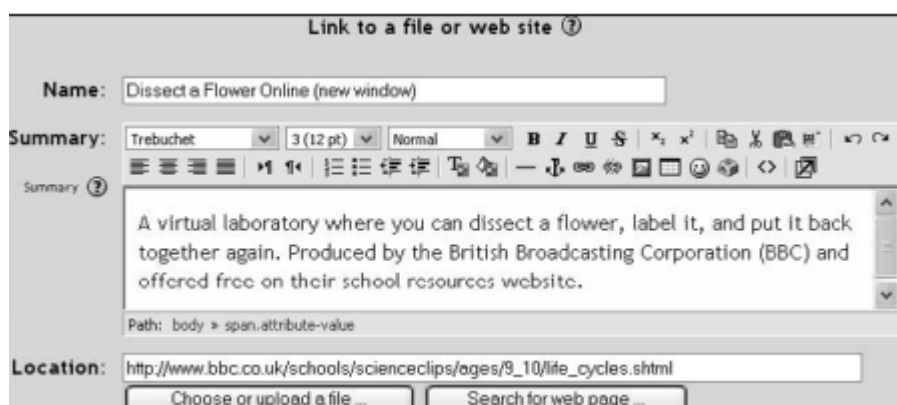 Link to a file or web site ?
Name: Dissect a Flower Online (new window)
Summary: Trebuchet 3 (12 pt) Normal B I U S
Summary ?
A virtual laboratory where you can dissect a flower, label it, and put it back
together again. Produced by the British Broadcasting Corporation (BBC) and
offered free on their school resources website.
Path: body » span.attribute-value
Location: http://www.bbc.co.uk/schools/scienceclips/ages/9_10/life_cycles.shtml
Choose or upload a file ... Search for web page ...